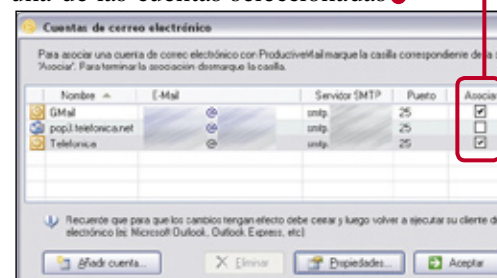 una de las cuentas seleccionadas
Cuentas de correo electrónico
Para asociar una cuenta de correo electrónico con ProductiveMail marque la casilla correspondiente de la
'Asociar'. Para terminar la asociación desmarque la casilla.
Nombre E-Mail Servidor SMTP Puerto Asociar
GMail @ smtp. 25
pop3.telefonica.net @ smtp. 25
Telefonica @ smtp. 25
Recuerde que para que los cambios tengan efecto debe cerrar y luego volver a ejecutar su cliente de
electrónico (ej: Microsoft Outlook, Outlook Express, etc)
Añadir cuenta... Eliminar Propiedades... Aceptar